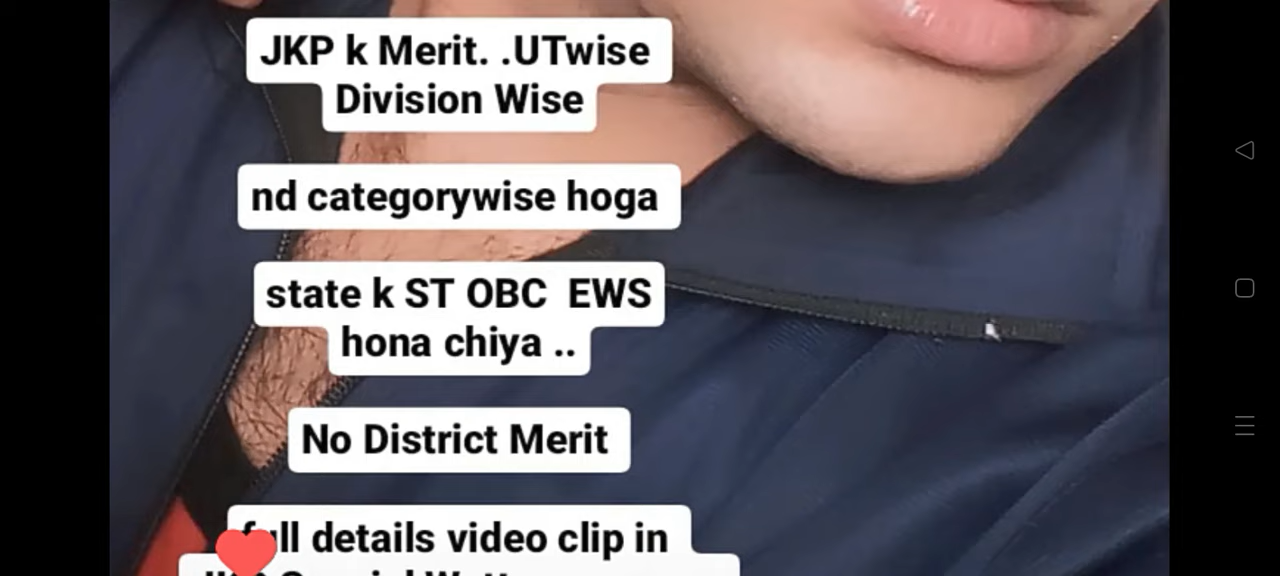 JKP k Merit. .UTwise
Division Wise
nd categorywise hoga
state k ST OBC  EWS
hona chiya ..
No District Merit
full details video clip in